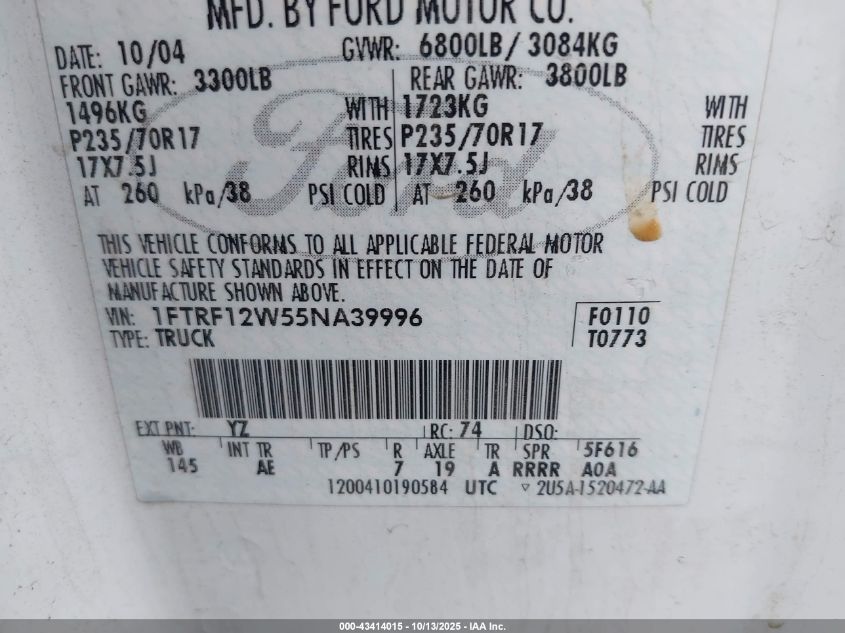 MFD. BY FORD MOTOR CO.
DATE: 10/04 GVWR: 6800LB/ 3084KG
FRONT GAWR: 3300LB REAR GAWR: 3800LB
1496KG WITH 1723KG WITH
P235/70R17 TIRES P235/70R17 TIRES
17X7.5J RIMS 17X7.5J RIMS
AT 260 kPa/38 PSI COLD AT 260 kPa/38 PSI COLD
Ford
THIS VEHICLE CONFORMS TO ALL APPLICABLE FEDERAL MOTOR
VEHICLE SAFETY STANDARDS IN EFFECT ON THE DATE OF
MANUFACTURE SHOWN ABOVE.
VIN: 1FTRF12W55NA39996 F0110
TYPE: TRUCK T0773
EXT PNT: YZ RC: 74 DSO:
WB INT TR TP/PS R AXLE TR SPR 5F616
145 AE 7 19 A RRRR A0A
1200410190584 UTC ▽ 2U5A-1520472-AA
000-43414015 - 10/13/2025 - IAA Inc.